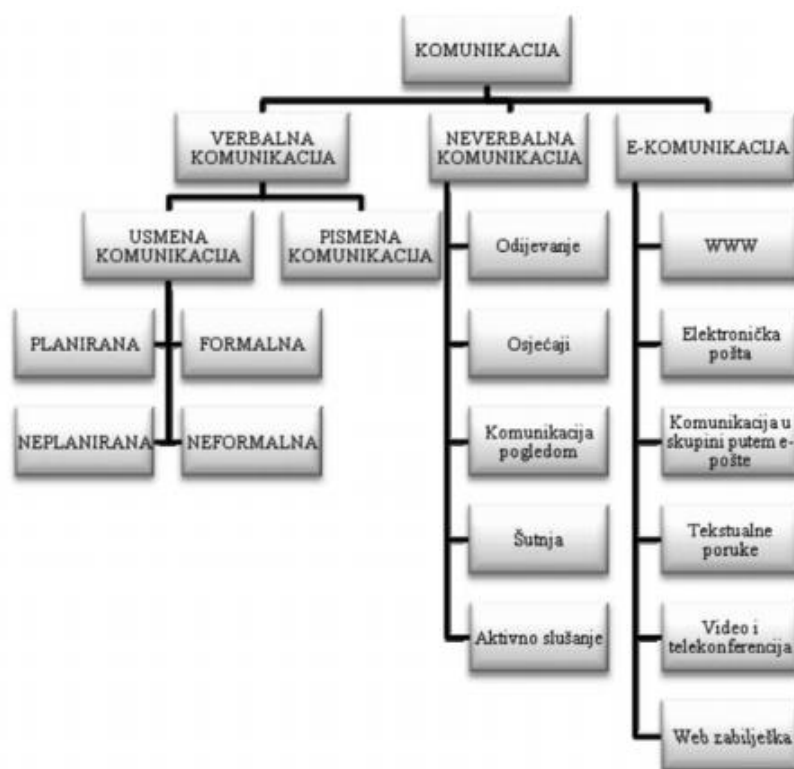 KOMUNIKACIJA
VERBALNA
KOMUNIKACIJA
NEVERBALNA
KOMUNIKACIJA
E-KOMUNIKACIJA
USMENA
KOMUNIKACIJA
PISMENA
KOMUNIKACIJA
PLANIRANA
FORMALNA
NEPLANIRANA
NEFORMALNA
Odijevanje
Osjećaji
Komunikacija
pogledom
Šutnja
Aktivno slušanje
WWW
Elektronička
pošta
Komunikacija u
skupini putem e-
pošte
Tekstualne
poruke
Video i
telekonferencija
Web zabilješka